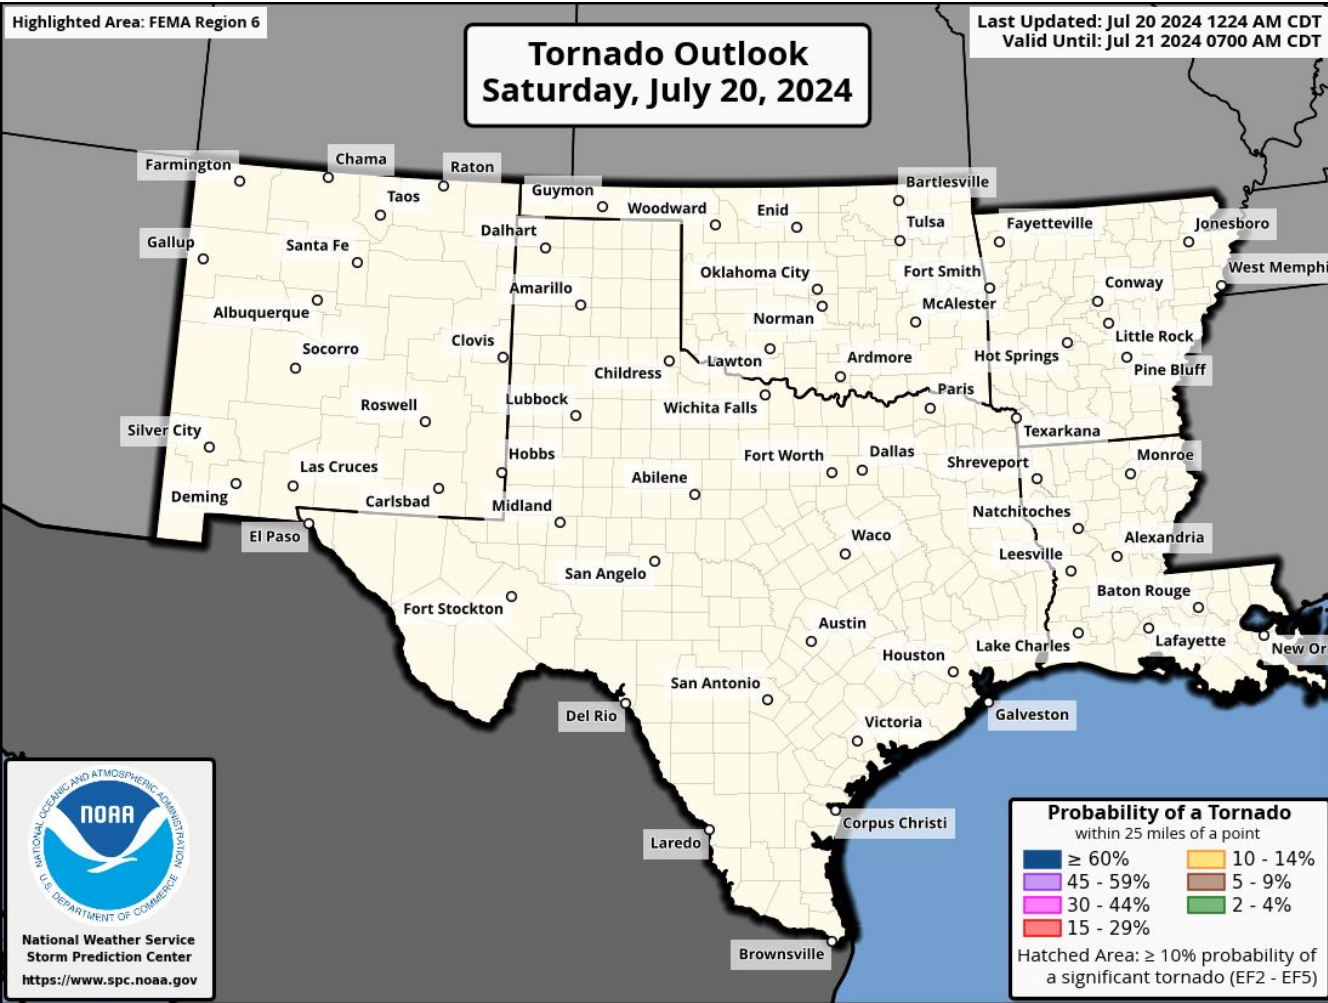 Highlighted Area: FEMA Region 6
Last Updated: Jul 20 2024 1224 AM CDT
Valid Until: Jul 21 2024 0700 AM CDT
Tornado Outlook
Saturday, July 20, 2024
Farmington
Chama
Raton
Taos
Guymon
Woodward
Enid
Bartlesville
Tulsa
Fayetteville
Jonesboro
Gallup
Santa Fe
Dalhart
Oklahoma City
Fort Smith
West Memphi
Albuquerque
Amarillo
Norman
McAlester
Conway
Socorro
Clovis
Childress
Lawton
Ardmore
Hot Springs
Little Rock
Pine Bluff
Roswell
Lubbock
Wichita Falls
Paris
Texarkana
Silver City
Las Cruces
Hobbs
Abilene
Fort Worth
Dallas
Shreveport
Monroe
Deming
Carlsbad
Midland
Natchitoches
El Paso
San Angelo
Waco
Leesville
Alexandria
Fort Stockton
Baton Rouge
Austin
Houston
Lake Charles
Lafayette
New Or
San Antonio
Del Rio
Victoria
Galveston
Laredo
Corpus Christi
Brownsville
NATIONAL OCEANIC AND ATMOSPHERIC ADMINISTRATION
NOAA
U.S. DEPARTMENT OF COMMERCE
National Weather Service
Storm Prediction Center
https://www.spc.noaa.gov
Probability of a Tornado
within 25 miles of a point
≥ 60%
45 - 59%
30 - 44%
15 - 29%
10 - 14%
5 - 9%
2 - 4%
Hatched Area: ≥ 10% probability of
a significant tornado (EF2 - EF5)